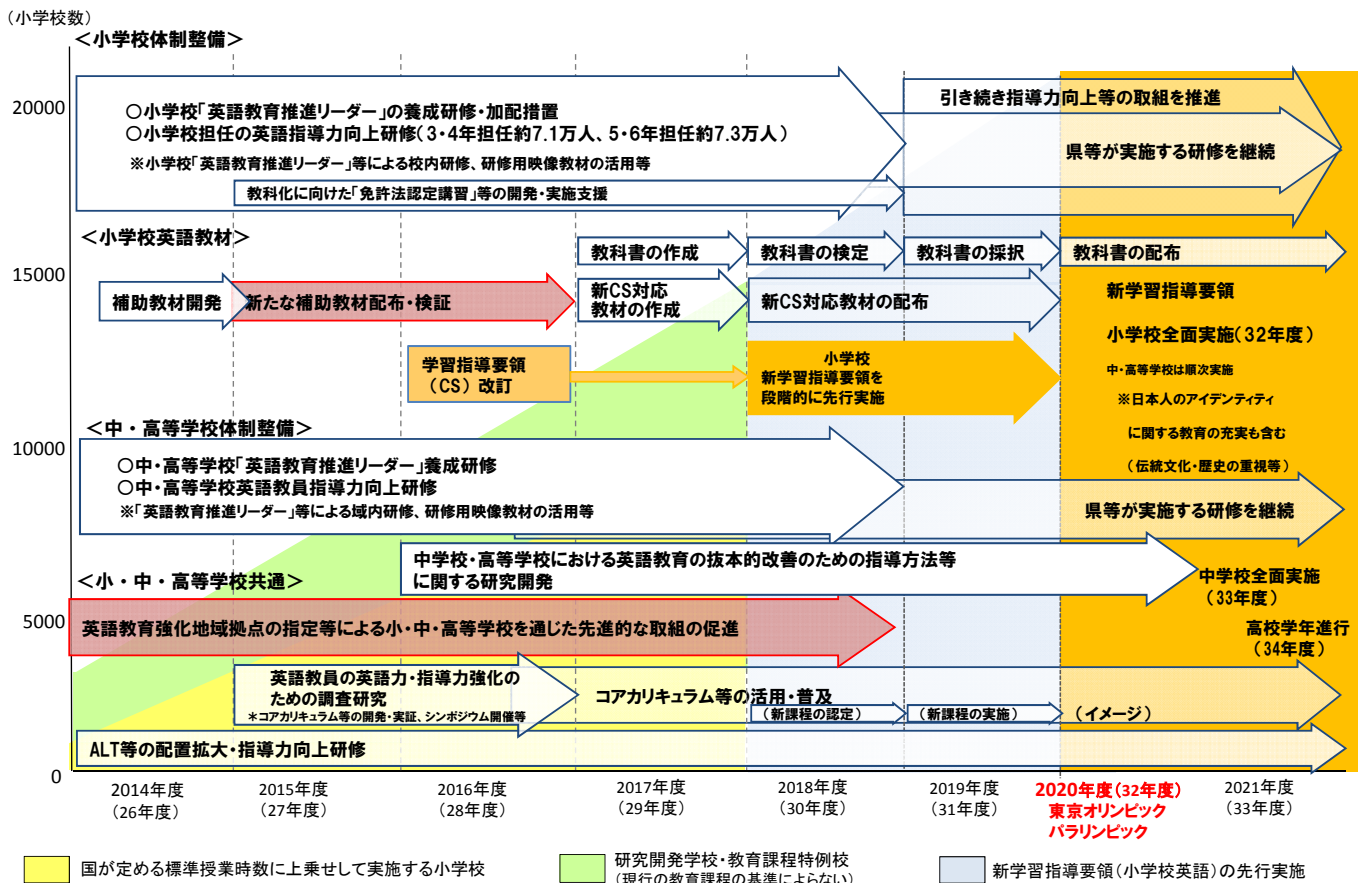 （小学校数）
＜小学校体制整備＞
20000
○小学校「英語教育推進リーダー」の養成研修・加配措置
○小学校担任の英語指導力向上研修（3・4年担任約7.1万人、5・6年担任約7.3万人）
※小学校「英語教育推進リーダー」等による校内研修、研修用映像教材の活用等
教科化に向けた「免許法認定講習」等の開発・実施支援
引き続き指導力向上等の取組を推進
県等が実施する研修を継続
＜小学校英語教材＞
15000
教科書の作成
教科書の検定
教科書の採択
教科書の配布
補助教材開発
新たな補助教材配布・検証
新CS対応
教材の作成
新CS対応教材の配布
学習指導要領
（CS）改訂
小学校
新学習指導要領を
段階的に先行実施
新学習指導要領
小学校全面実施（32年度）
中・高等学校は順次実施
※日本人のアイデンティティ
に関する教育の充実も含む
（伝統文化・歴史の重視等）
＜中・高等学校体制整備＞
10000
○中・高等学校「英語教育推進リーダー」養成研修
○中・高等学校英語教員指導力向上研修
※「英語教育推進リーダー」等による域内研修、研修用映像教材の活用等
県等が実施する研修を継続
中学校・高等学校における英語教育の抜本的改善のための指導方法等
に関する研究開発
中学校全面実施
（33年度）
＜小・中・高等学校共通＞
5000
英語教育強化地域拠点の指定等による小・中・高等学校を通じた先進的な取組の促進
高校学年進行
（34年度）
英語教員の英語力・指導力強化の
ための調査研究
＊コアカリキュラム等の開発・実証、シンポジウム開催等
コアカリキュラム等の活用・普及
（新課程の認定）
（新課程の実施）
（イメージ）
ALT等の配置拡大・指導力向上研修
0
2014年度
（26年度）
2015年度
（27年度）
2016年度
（28年度）
2017年度
（29年度）
2018年度
（30年度）
2019年度
（31年度）
2020年度（32年度）
東京オリンピック
パラリンピック
2021年度
（33年度）
国が定める標準授業時数に上乗せして実施する小学校
研究開発学校・教育課程特例校
（現行の教育課程の基準によらない）
新学習指導要領（小学校英語）の先行実施